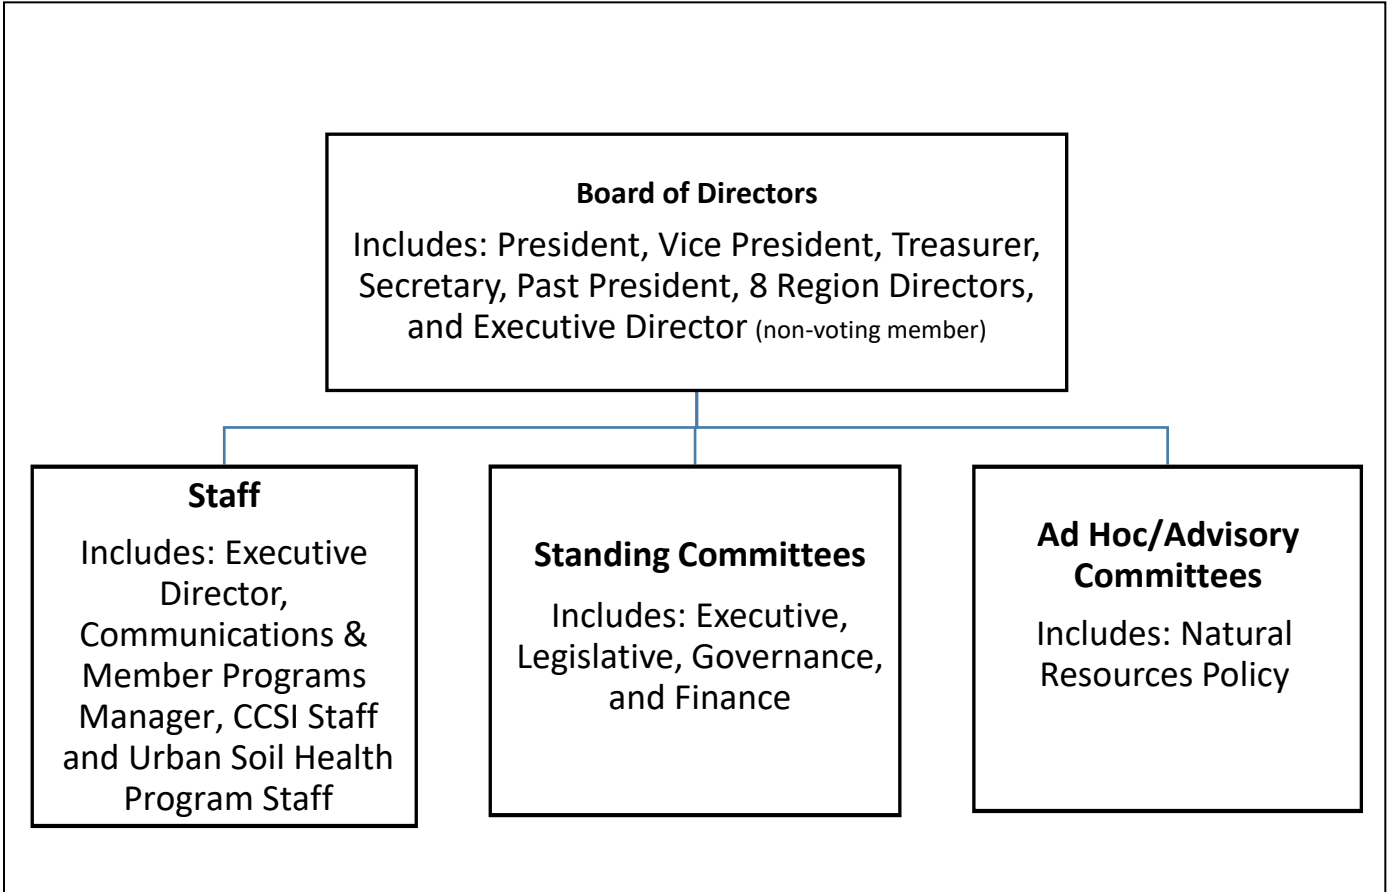 Board of Directors
Includes: President, Vice President, Treasurer,
Secretary, Past President, 8 Region Directors,
and Executive Director (non-voting member)
Staff
Includes: Executive
Director,
Communications &
Member Programs
Manager, CCSI Staff
and Urban Soil Health
Program Staff
Standing Committees
Includes: Executive,
Legislative, Governance,
and Finance
Ad Hoc/Advisory
Committees
Includes: Natural
Resources Policy